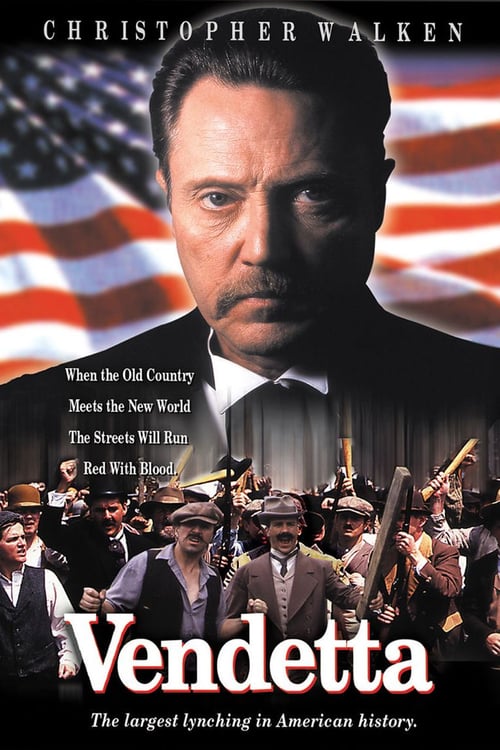 CHRISTOPHER WALKEN
When the Old Country
Meets the New World
The Streets Will Run
Red With Blood.
Vendetta
The largest lynching in American history.